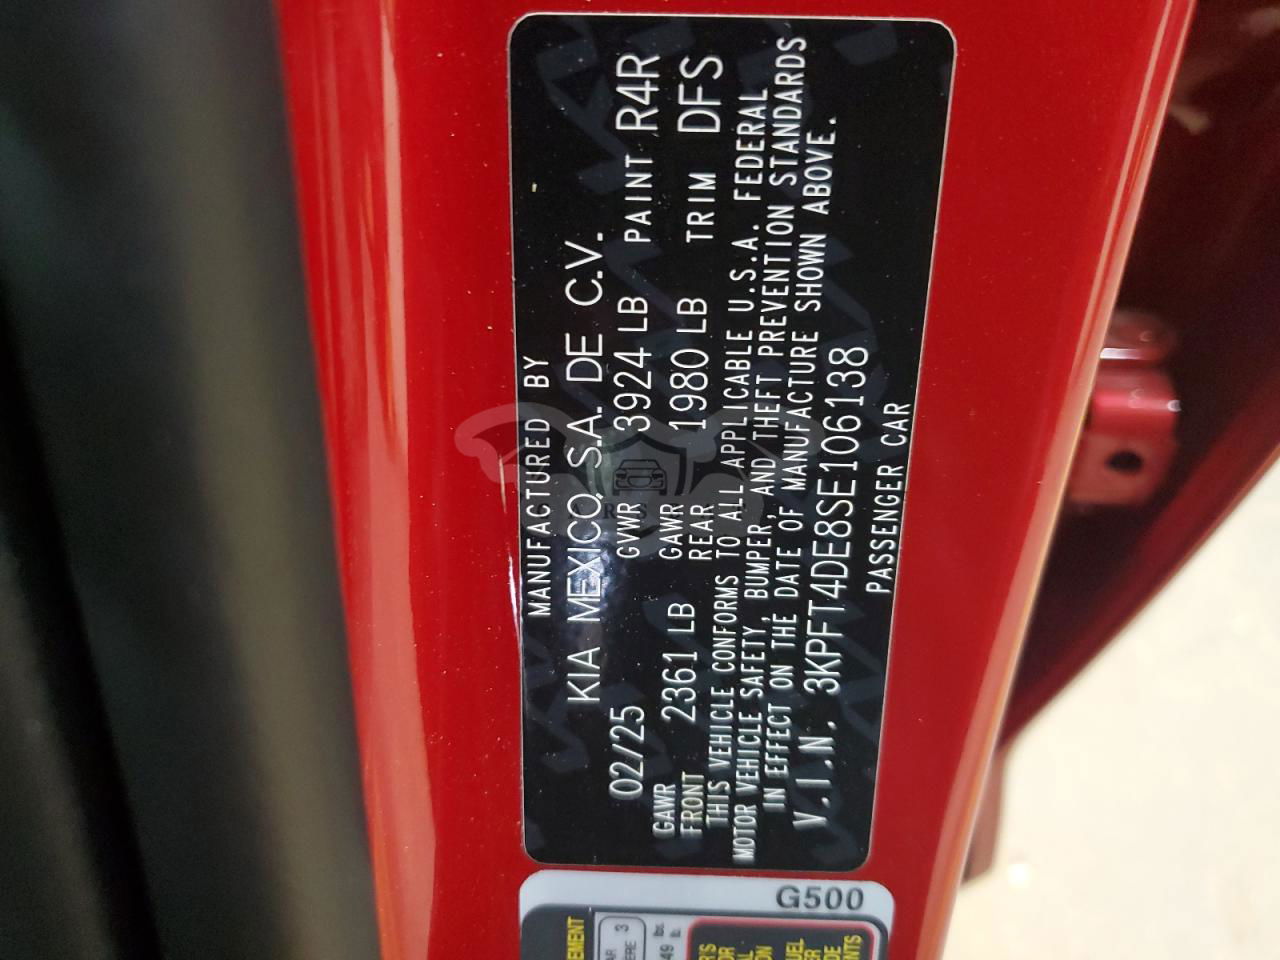 MANUFACTURED BY
KIA MEXICO, S.A. DE C.V.
02/25 GVWR 3924 LB PAINT R4R
GAWR FRONT 2361 LB GAWR REAR 1980 LB TRIM DFS
THIS VEHICLE CONFORMS TO ALL APPLICABLE U.S.A. FEDERAL
MOTOR VEHICLE SAFETY, BUMPER, AND THEFT PREVENTION STANDARDS
IN EFFECT ON THE DATE OF MANUFACTURE SHOWN ABOVE.
V.I.N. 3KPFT4DE8SE106138
PASSENGER CAR
G500